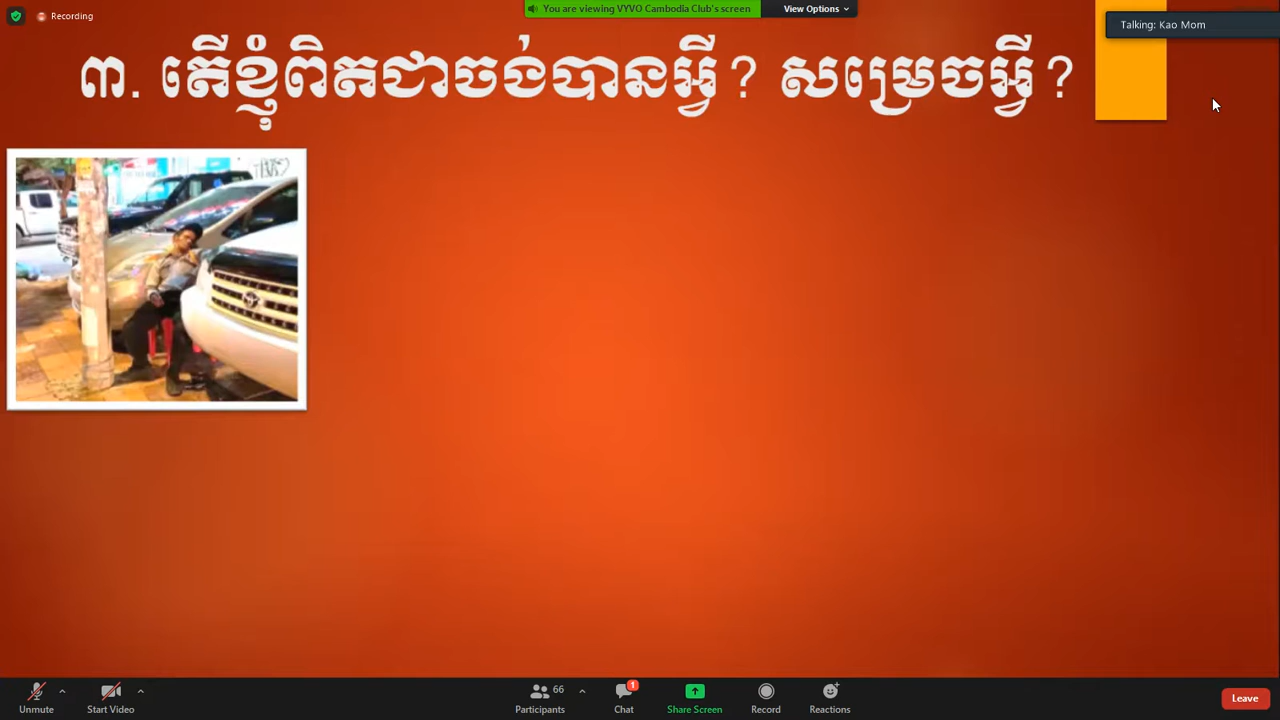 Recording
You are viewing VYVO Cambodia Club's screen
View Options
Talking: Kao Mom
៣. តើខ្ញុំពិតជាចង់បានអ្វី? សម្រេចអ្វី?
Unmute
Start Video
66
Participants
1
Chat
Share Screen
Record
Reactions
Leave